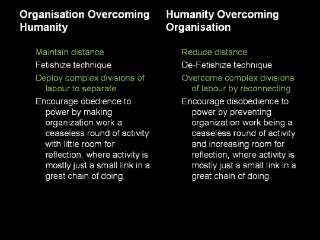 Organisation Overcoming
Humanity
Maintain distance
Fetishize technique
Deploy complex divisions of
labour to separate
Encourage obedience to
power by making
organization work a
ceaseless round of activity
with little room for
reflection, where activity is
mostly just a small link in a
great chain of doing.
Humanity Overcoming
Organisation
Reduce distance
De-Fetishize technique
Overcome complex divisions
of labour by reconnecting
Encourage disobedience to
power by preventing
organization work being a
ceaseless round of activity
and increasing room for
reflection, where activity is
mostly just a small link in a
great chain of doing.